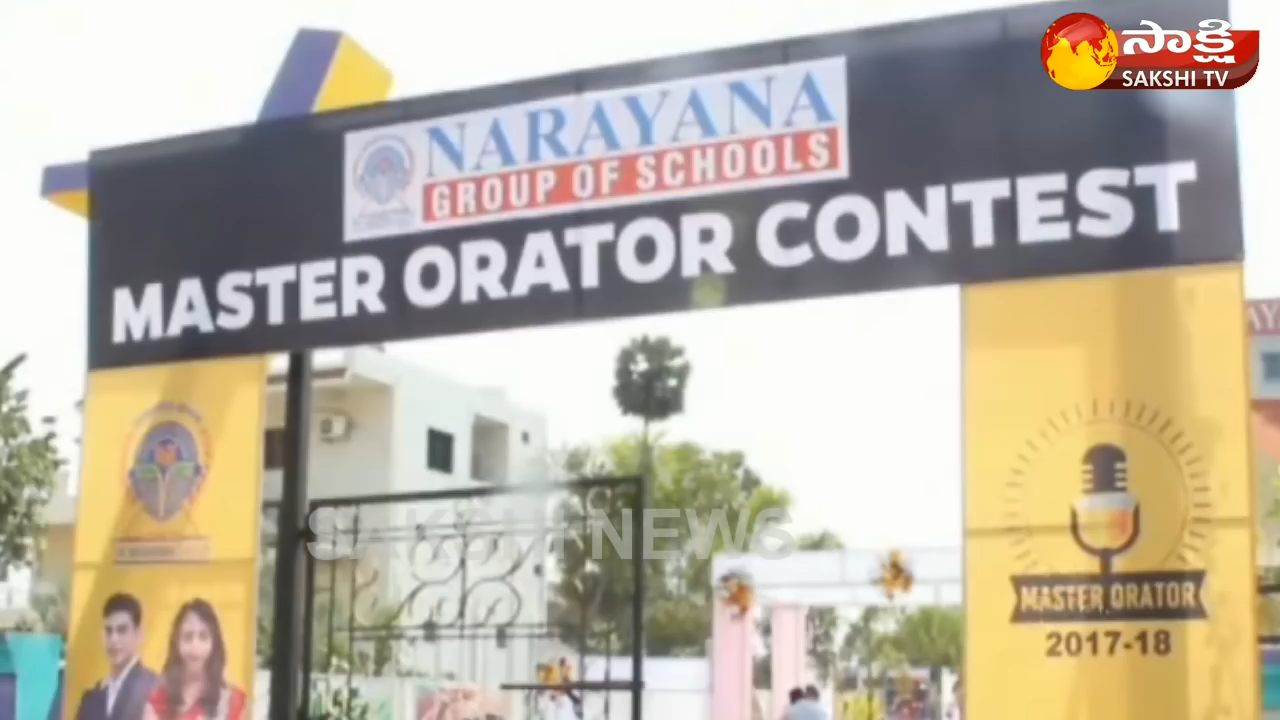 సాక్షి
SAKSHI TV
NARAYANA
GROUP OF SCHOOLS
MASTER ORATOR CONTEST
SAKSHI NEWS
MASTER ORATOR
2017-18